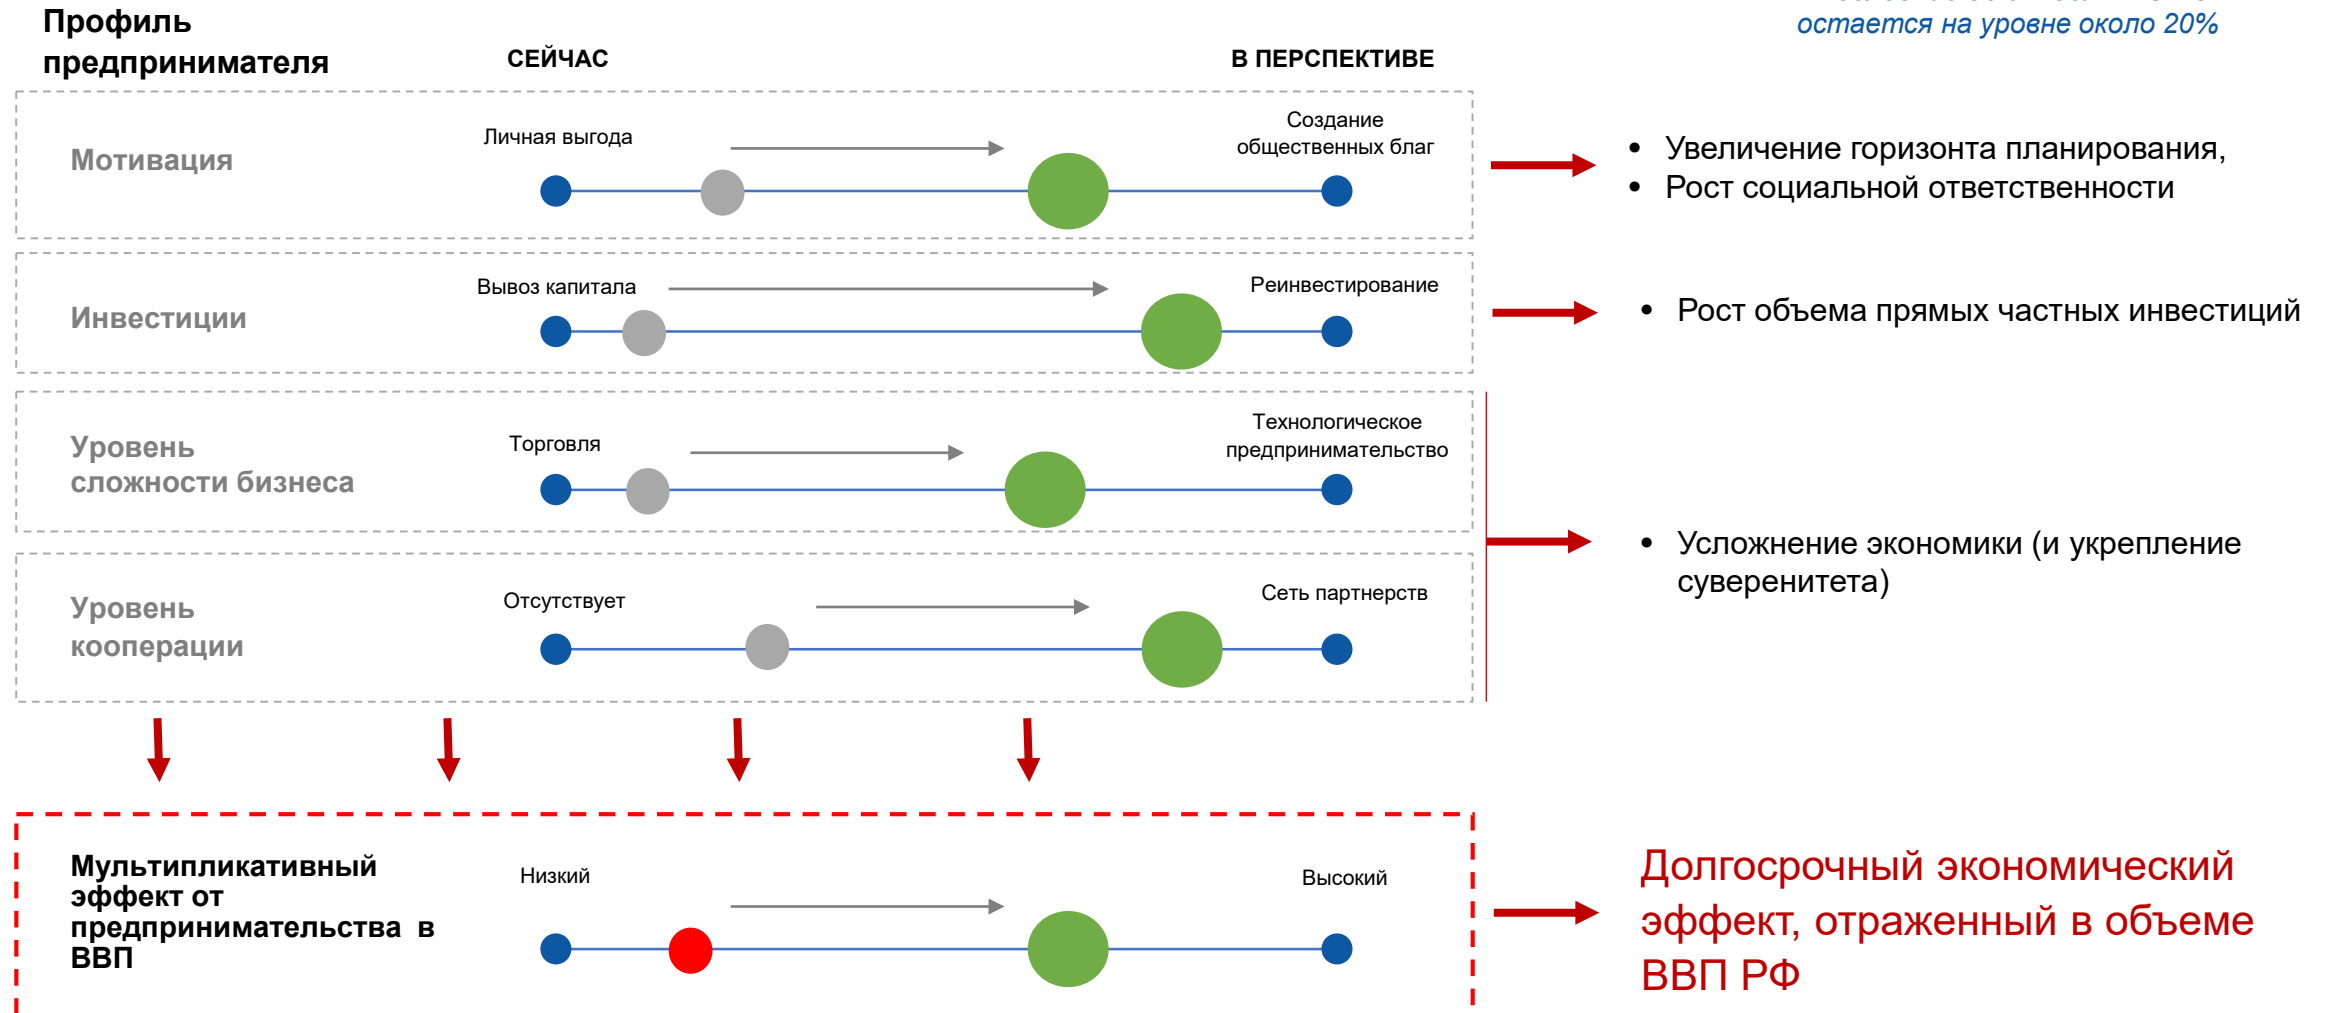 Профиль
предпринимателя
СЕЙЧАС
В ПЕРСПЕКТИВЕ
остается на уровне около 20%
Мотивация
Личная выгода
Создание
общественных благ
• Увеличение горизонта планирования,
• Рост социальной ответственности
Инвестиции
Вывоз капитала
Реинвестирование
• Рост объема прямых частных инвестиций
Уровень
сложности бизнеса
Торговля
Технологическое
предпринимательство
Уровень
кооперации
Отсутствует
Сеть партнерств
• Усложнение экономики (и укрепление
суверенитета)
Мультипликативный
эффект от
предпринимательства в
ВВП
Низкий
Высокий
Долгосрочный экономический
эффект, отраженный в объеме
ВВП РФ